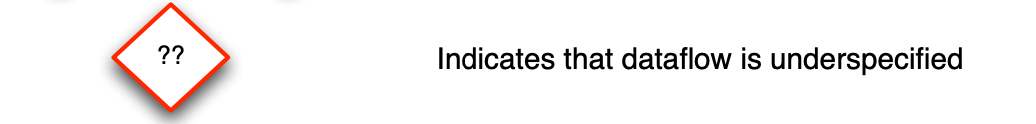 ?? Indicates that dataflow is underspecified